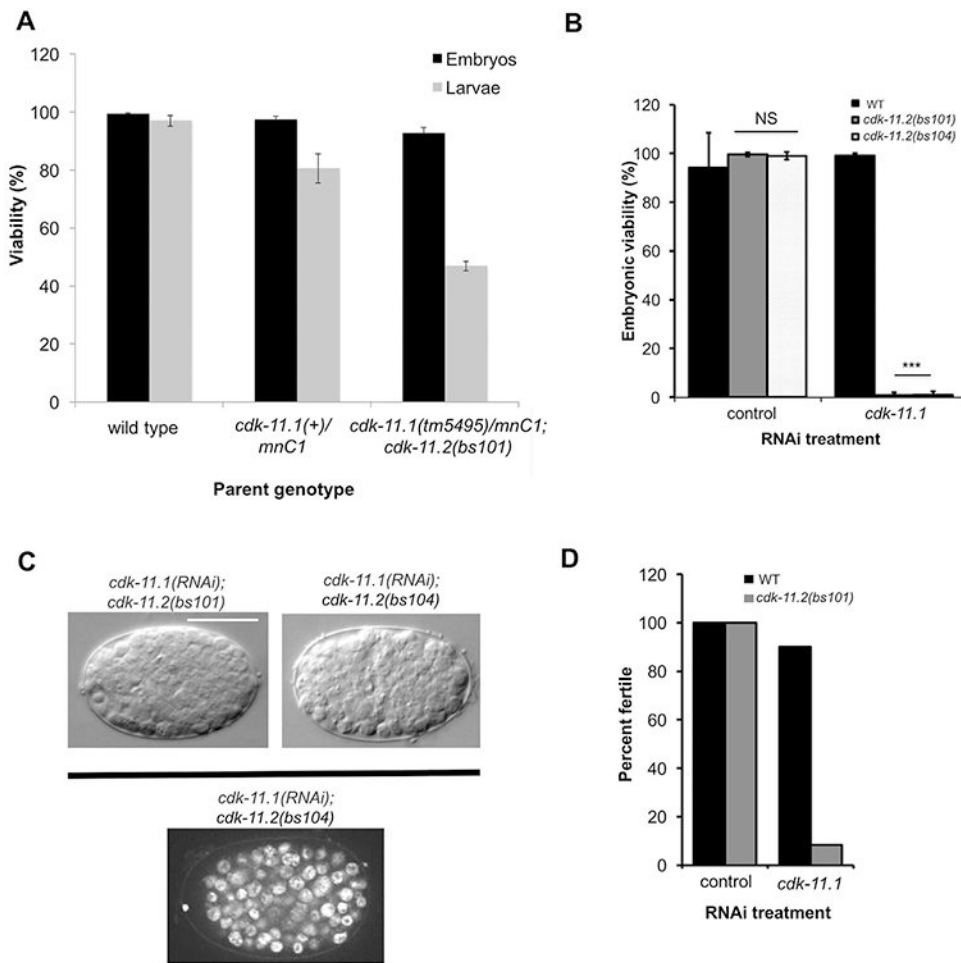 A
120
100
80
60
40
20
0
Viability (%)
Embryos
Larvae
wild type
cdk-11.1(+)/
mnC1
cdk-11.1(tm5495)/mnC1;
cdk-11.2(bs101)
Parent genotype
B
120
100
80
60
40
20
0
Embryonic viability (%)
WT
cdk-11.2(bs101)
cdk-11.2(bs104)
NS
***
control
cdk-11.1
RNAi treatment
C
cdk-11.1(RNAi);
cdk-11.2(bs101)
cdk-11.1(RNAi);
cdk-11.2(bs104)
cdk-11.1(RNAi);
cdk-11.2(bs104)
D
120
100
80
60
40
20
0
Percent fertile
WT
cdk-11.2(bs101)
control
cdk-11.1
RNAi treatment